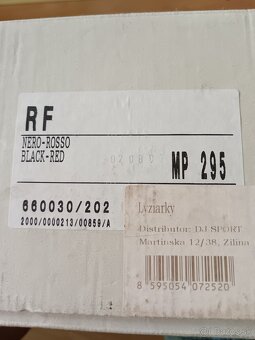 RF
NERO-ROSSO
BLACK-RED
MP 295
660030/202
2000/0000213/00859/A
Lyziarky
Distributor: DJ SPORT
Martinska 12/38, Zilina
8 595054 072520